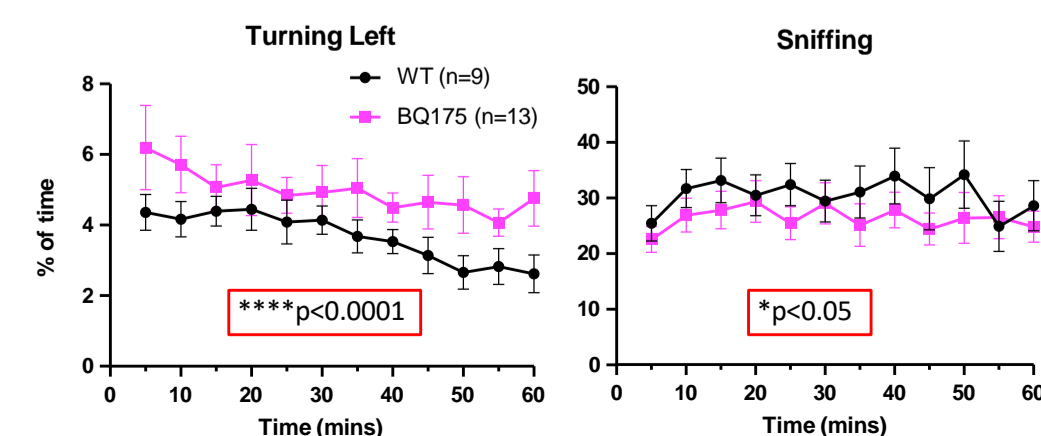 Turning Left
WT (n=9)
BQ175 (n=13)
% of time
8
6
4
2
0
****p<0.0001
0 10 20 30 40 50 60
Time (mins)
Sniffing
50
40
30
20
10
0
*p<0.05
0 10 20 30 40 50 60
Time (mins)